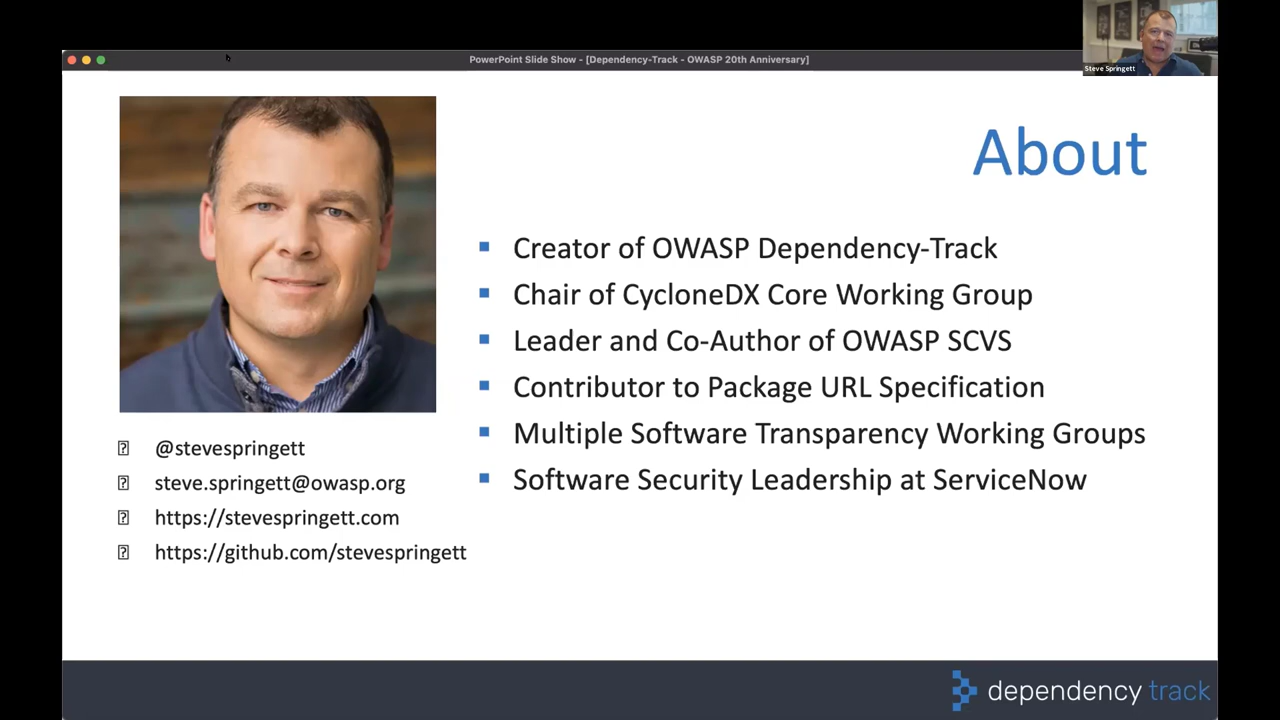 PowerPoint Slide Show - [Dependency-Track - OWASP 20th Anniversary]
Steve Springett
About
Creator of OWASP Dependency-Track
Chair of CycloneDX Core Working Group
Leader and Co-Author of OWASP SCVS
Contributor to Package URL Specification
Multiple Software Transparency Working Groups
Software Security Leadership at ServiceNow
@stevespringett
steve.springett@owasp.org
https://stevespringett.com
https://github.com/stevespringett
dependency track